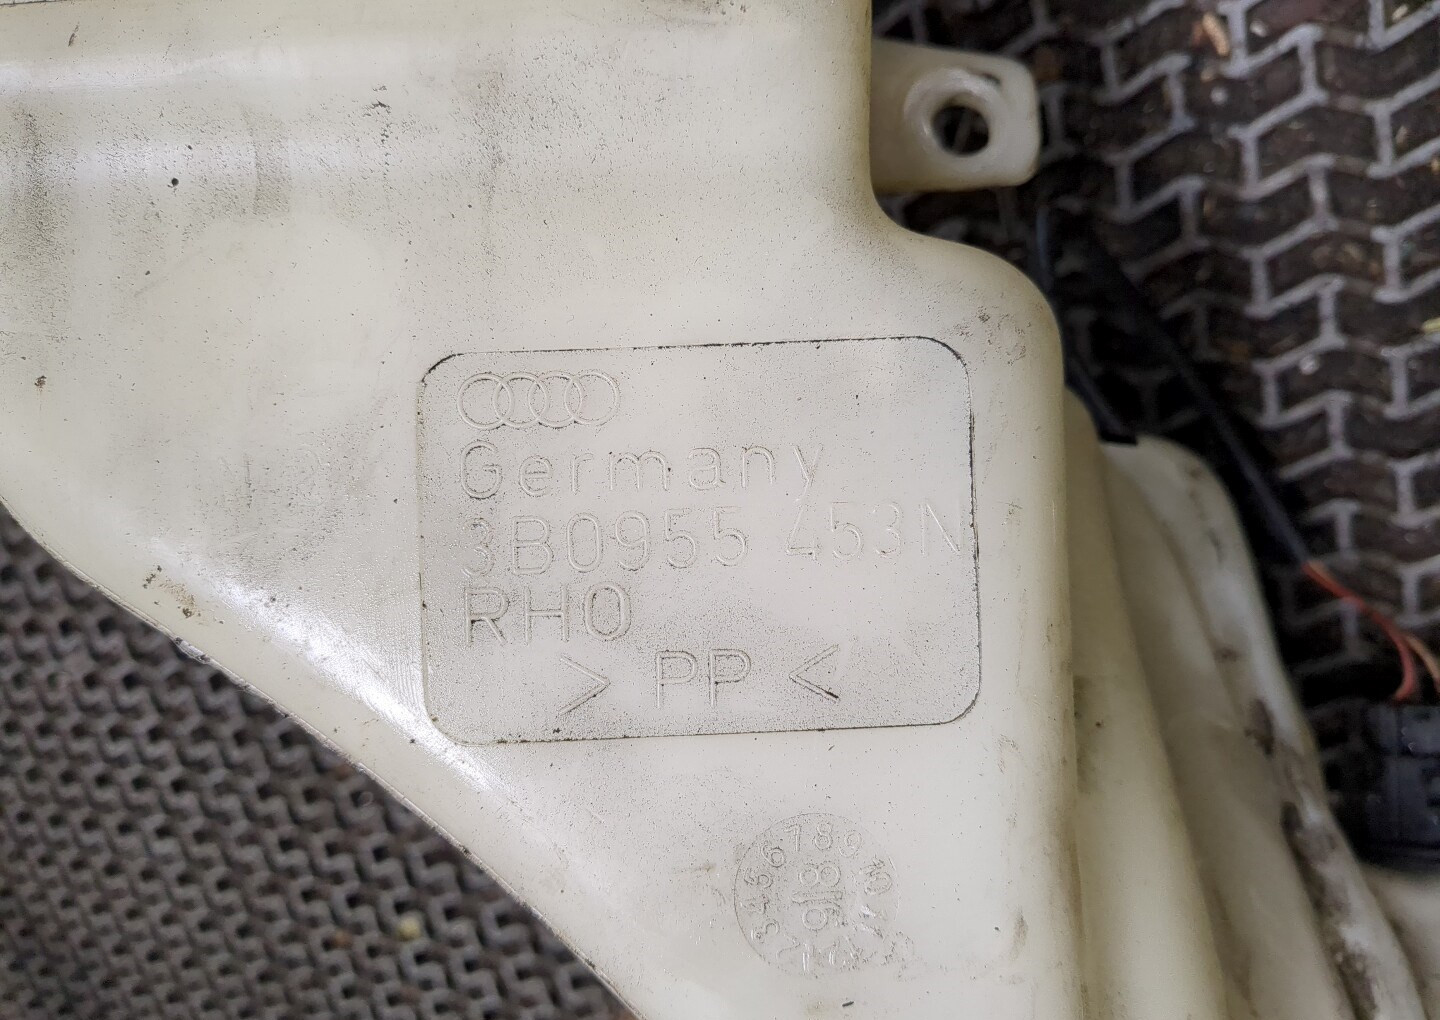 Germany
3B0955 453N
RHO
> PP <